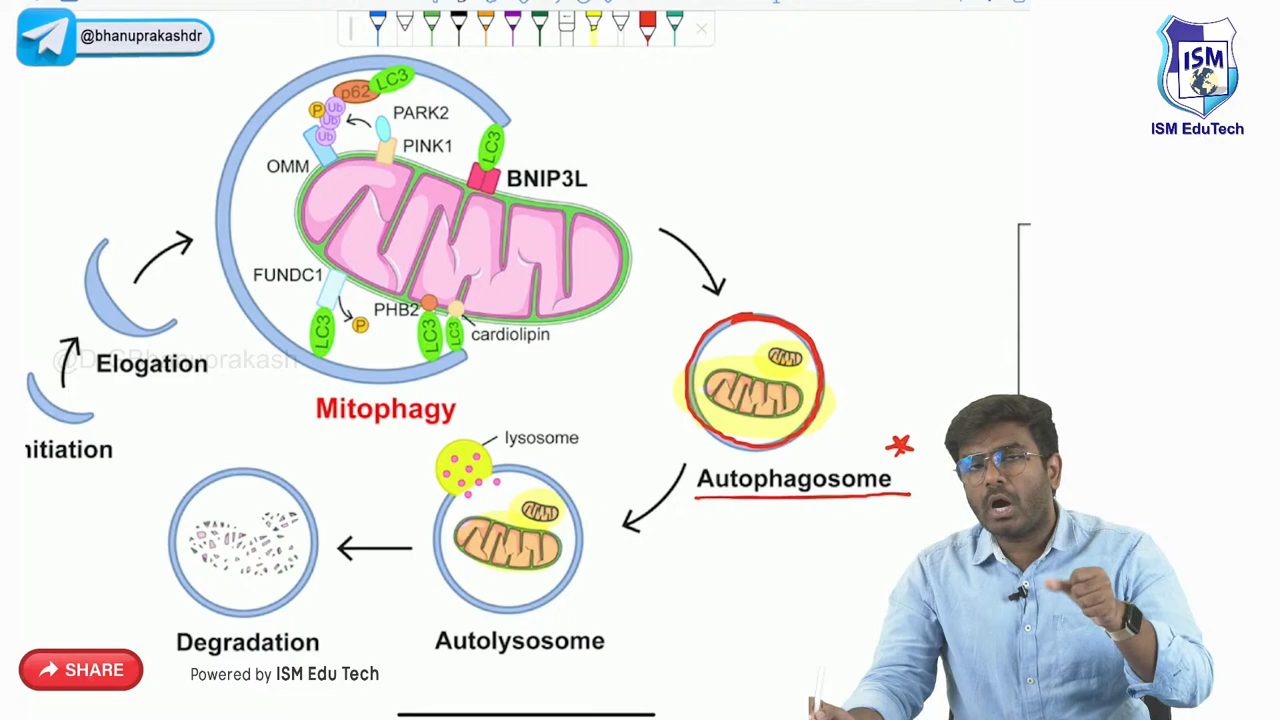 @bhanuprakashdr
ISM
ISM EduTech
p62
LC3
P
Ub
Ub
Ub
PARK2
PINK1
OMM
LC3
BNIP3L
FUNDC1
PHB2
P
LC3
LC3
LC3
cardiolipin
Elogation
nitiation
Mitophagy
Autophagosome
lysosome
Degradation
Autolysosome
SHARE
Powered by ISM Edu Tech